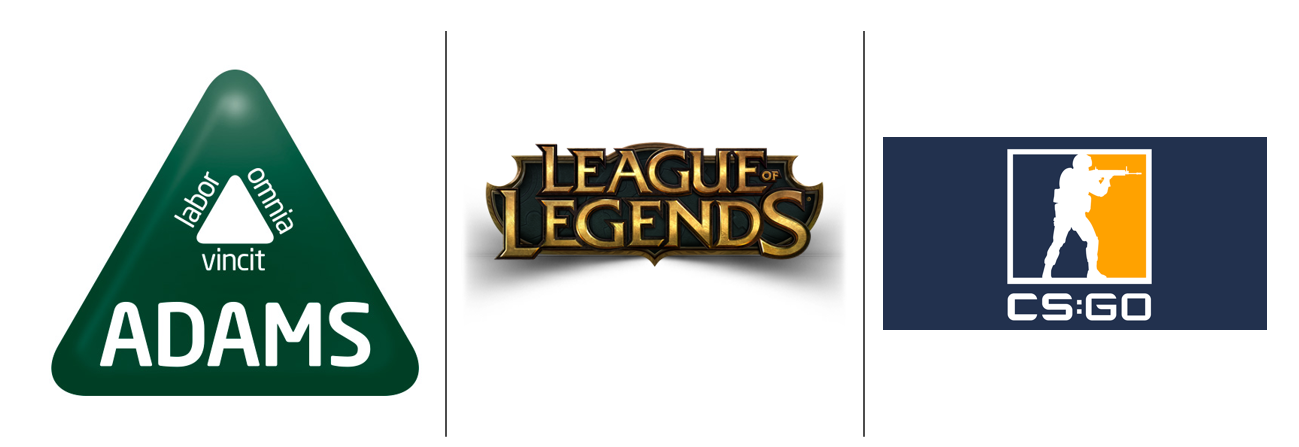 labor
omnia
vincit
ADAMS
LEAGUE OF
LEGENDS
CS:GO